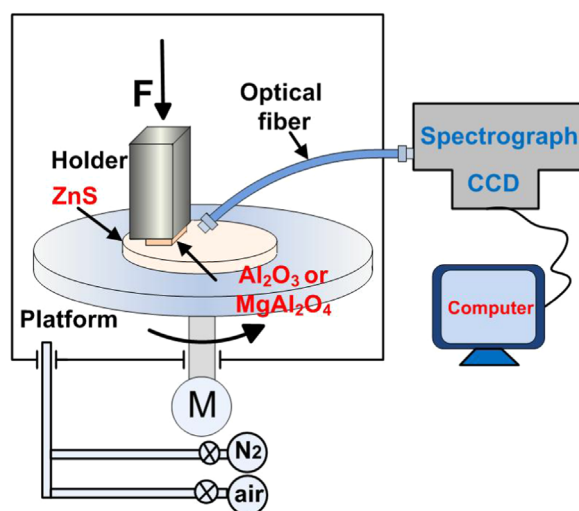 F
Optical
fiber
Holder
ZnS
Spectrograph
CCD
Al₂O₃ or
MgAl₂O₄
Computer
Platform
M
N₂
air